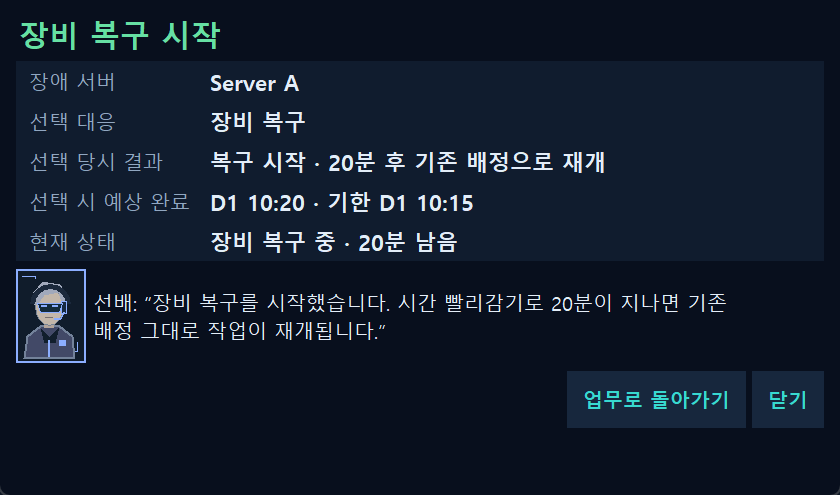 장비 복구 시작
장애 서버 Server A
선택 대응 장비 복구
선택 당시 결과 복구 시작 · 20분 후 기존 배정으로 재개
선택 시 예상 완료 D1 10:20 · 기한 D1 10:15
현재 상태 장비 복구 중 · 20분 남음
선배: “장비 복구를 시작했습니다. 시간 빨리감기로 20분이 지나면 기존
배정 그대로 작업이 재개됩니다.”
업무로 돌아가기 닫기